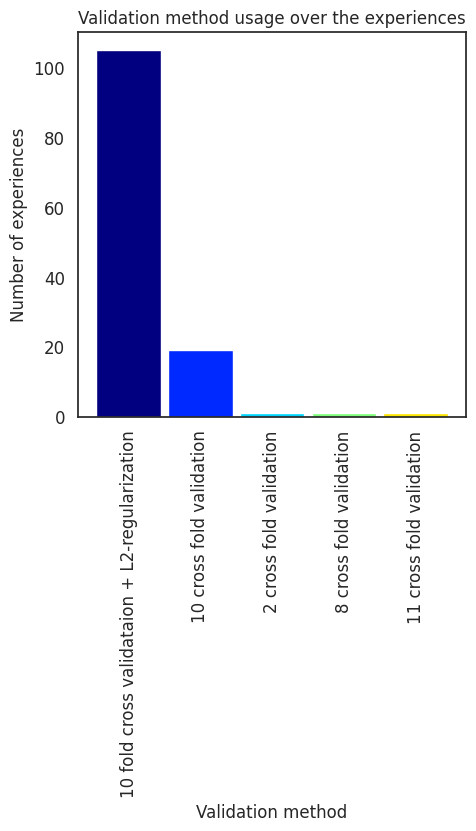 Validation method usage over the experiences
Number of experiences
100
80
60
40
20
0
10 fold cross validataion + L2-regularization
10 cross fold validation
2 cross fold validation
8 cross fold validation
11 cross fold validation
Validation method